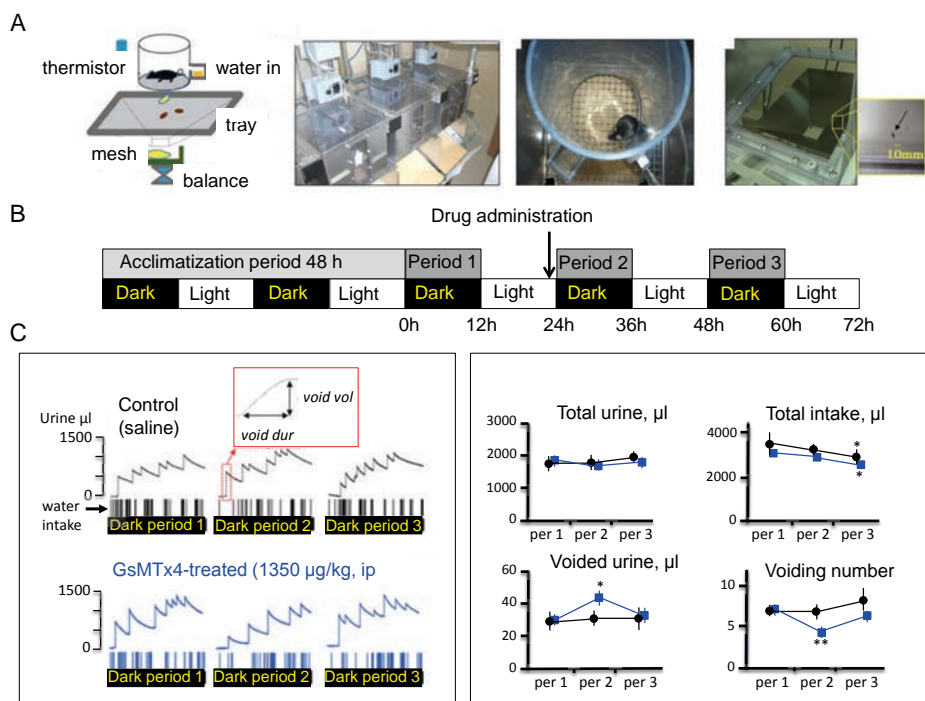 A
thermistor
water in
tray
mesh
balance
10mm
B
Drug administration
Acclimatization period 48 h
Period 1
Period 2
Period 3
Dark
Light
Dark
Light
Dark
Light
Dark
Light
Dark
Light
0h
12h
24h
36h
48h
60h
72h
C
Urine µl
Control
(saline)
void vol
void dur
1500
0
water
intake
Dark period 1
Dark period 2
Dark period 3
GsMTx4-treated (1350 µg/kg, ip
1500
0
Dark period 1
Dark period 2
Dark period 3
Total urine, µl
3000
2000
1000
0
per 1
per 2
per 3
Total intake, µl
4000
2000
0
*
*
per 1
per 2
per 3
Voided urine, µl
60
40
20
0
*
per 1
per 2
per 3
Voiding number
10
5
0
**
per 1
per 2
per 3